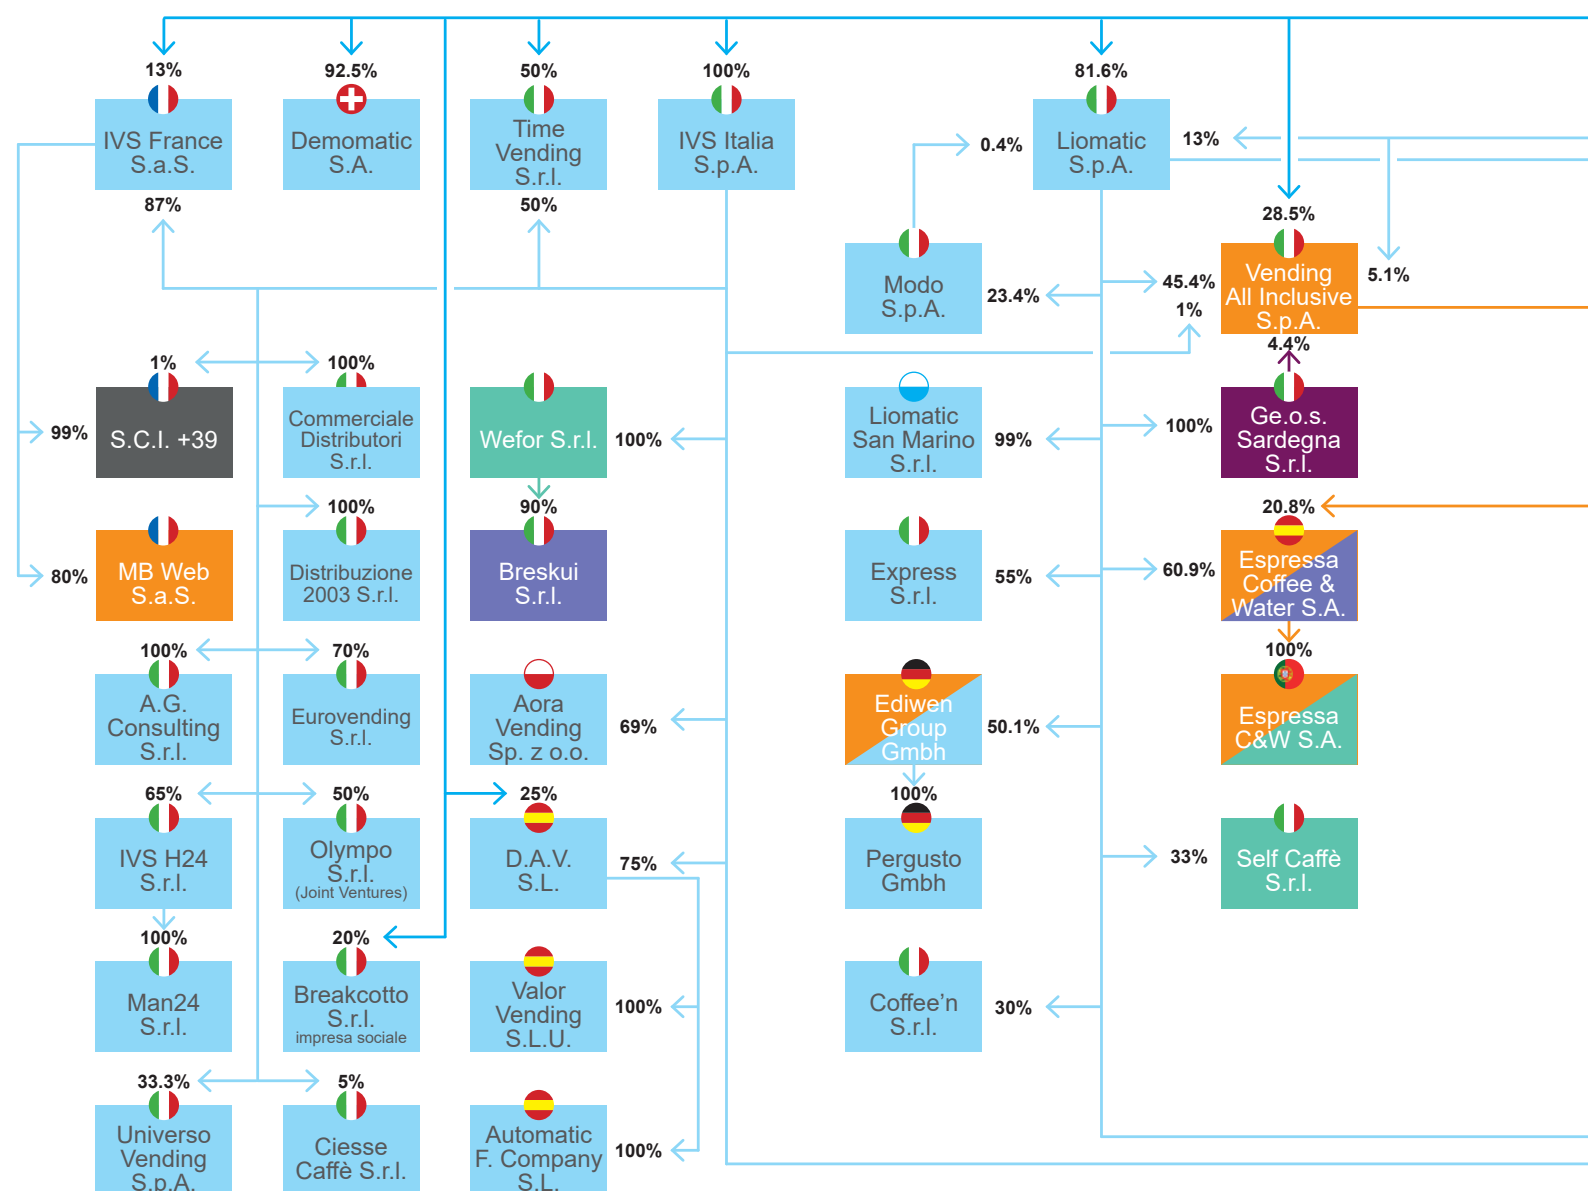 13%
92.5%
50%
100%
81.6%
IVS France
S.a.S.
Demomatic
S.A.
Time
Vending
S.r.l.
IVS Italia
S.p.A.
0.4%
Liomatic
S.p.A.
13%
87%
50%
28.5%
Modo
S.p.A.
23.4%
45.4%
1%
Vending
All Inclusive
S.p.A.
5.1%
4.4%
1%
100%
99%
S.C.I. +39
Commerciale
Distributori
S.r.l.
Wefor S.r.l.
100%
Liomatic
San Marino
S.r.l.
99%
100%
Ge.o.s.
Sardegna
S.r.l.
100%
90%
20.8%
80%
MB Web
S.a.S.
Distribuzione
2003 S.r.l.
Breskui
S.r.l.
Express
S.r.l.
55%
60.9%
Espressa
Coffee &
Water S.A.
100%
70%
100%
A.G.
Consulting
S.r.l.
Eurovending
S.r.l.
Aora
Vending
Sp. z o.o.
69%
Ediwen
Group
Gmbh
50.1%
Espressa
C&W S.A.
65%
50%
25%
100%
IVS H24
S.r.l.
Olympo
S.r.l.
(Joint Ventures)
D.A.V.
S.L.
75%
Pergusto
Gmbh
33%
Self Caffè
S.r.l.
100%
20%
Man24
S.r.l.
Breakcotto
S.r.l.
impresa sociale
Valor
Vending
S.L.U.
100%
Coffee’n
S.r.l.
30%
33.3%
5%
Universo
Vending
S.p.A.
Ciesse
Caffè S.r.l.
Automatic
F. Company
S.L.
100%